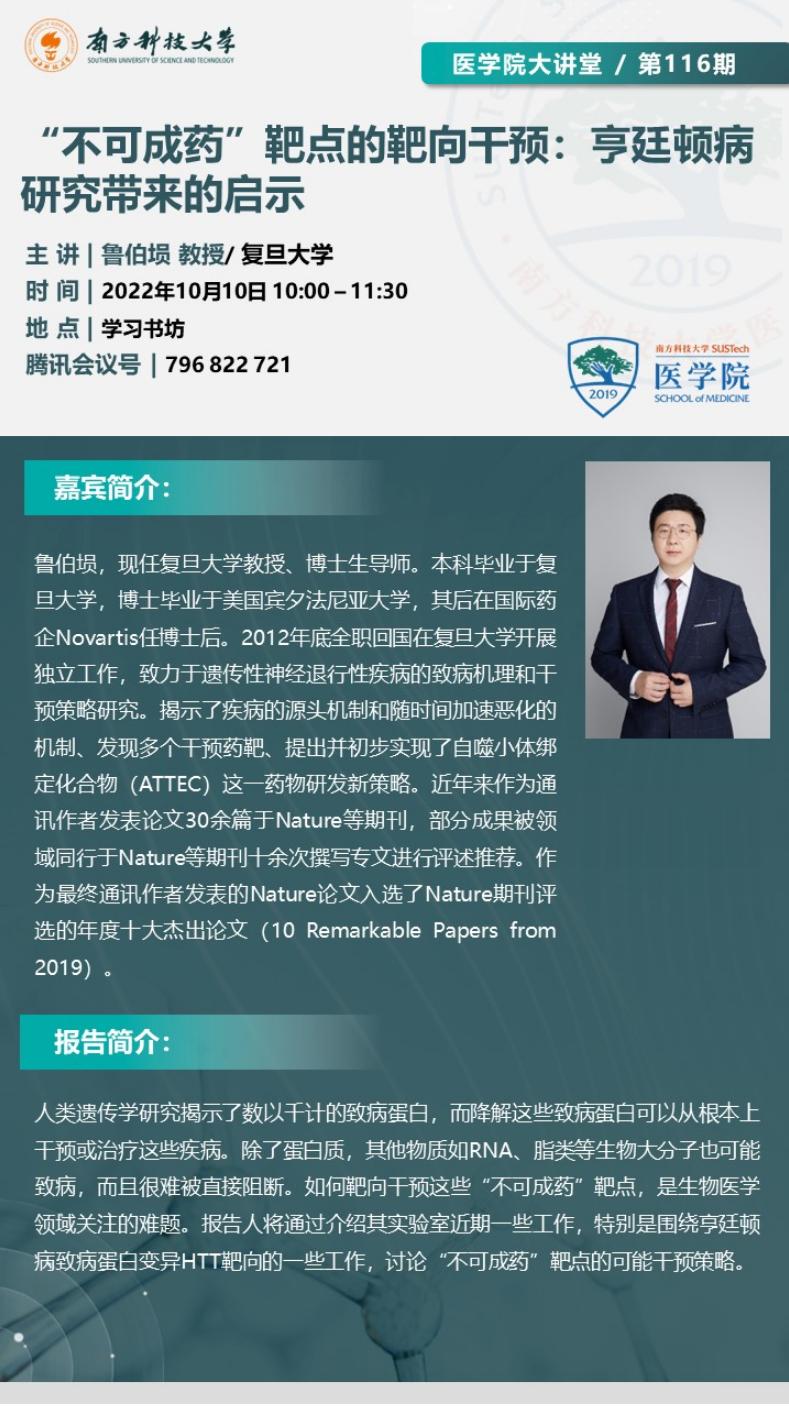 南方科技大学
SOUTHERN UNIVERSITY OF SCIENCE AND TECHNOLOGY
医学院大讲堂 / 第116期
“不可成药”靶点的靶向干预：亨廷顿病
研究带来的启示
主 讲 | 鲁伯埙 教授/ 复旦大学
时 间 | 2022年10月10日 10:00 – 11:30
地 点 | 学习书坊
腾讯会议号 | 796 822 721
2019
南方科技大学 SUSTech
医学院
SCHOOL of MEDICINE
2019
嘉宾简介：
鲁伯埙，现任复旦大学教授、博士生导师。本科毕业于复
旦大学，博士毕业于美国宾夕法尼亚大学，其后在国际药
企Novartis任博士后。2012年底全职回国在复旦大学开展
独立工作，致力于遗传性神经退行性疾病的致病机理和干
预策略研究。揭示了疾病的源头机制和随时间加速恶化的
机制、发现多个干预药靶、提出并初步实现了自噬小体绑
定化合物（ATTEC）这一药物研发新策略。近年来作为通
讯作者发表论文30余篇于Nature等期刊，部分成果被领
域同行于Nature等期刊十余次撰写专文进行评述推荐。作
为最终通讯作者发表的Nature论文入选了Nature期刊评
选的年度十大杰出论文（10 Remarkable Papers from
2019）。
报告简介：
人类遗传学研究揭示了数以千计的致病蛋白，而降解这些致病蛋白可以从根本上
干预或治疗这些疾病。除了蛋白质，其他物质如RNA、脂类等生物大分子也可能
致病，而且很难被直接阻断。如何靶向干预这些“不可成药”靶点，是生物医学
领域关注的难题。报告人将通过介绍其实验室近期一些工作，特别是围绕亨廷顿
病致病蛋白变异HTT靶向的一些工作，讨论“不可成药”靶点的可能干预策略。